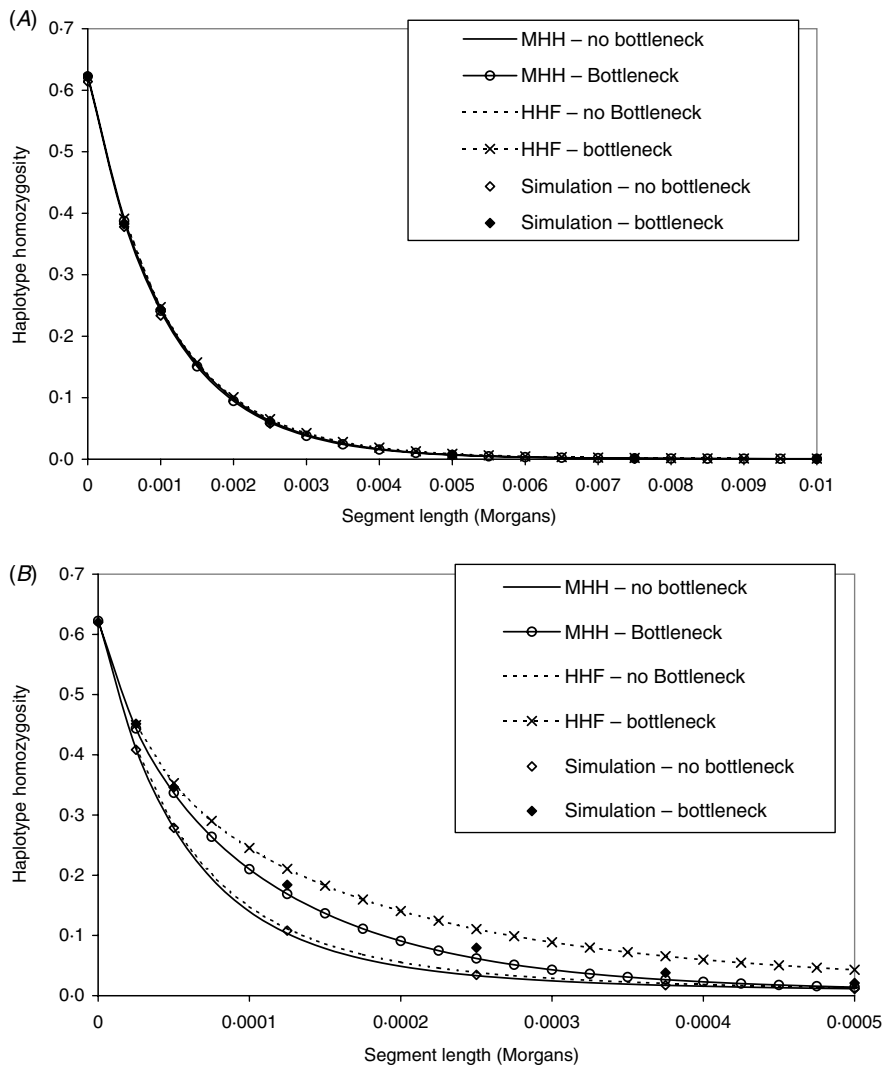 (A)
0·7
0·6
0·5
0·4
0·3
0·2
0·1
0·0
Haplotype homozygosity
MHH – no bottleneck
MHH – Bottleneck
HHF – no Bottleneck
HHF – bottleneck
Simulation – no bottleneck
Simulation – bottleneck
0 0·001 0·002 0·003 0·004 0·005 0·006 0·007 0·008 0·009 0·01
Segment length (Morgans)
(B)
0·7
0·6
0·5
0·4
0·3
0·2
0·1
0·0
Haplotype homozygosity
MHH – no bottleneck
MHH – Bottleneck
HHF – no Bottleneck
HHF – bottleneck
Simulation – no bottleneck
Simulation – bottleneck
0 0·0001 0·0002 0·0003 0·0004 0·0005
Segment length (Morgans)